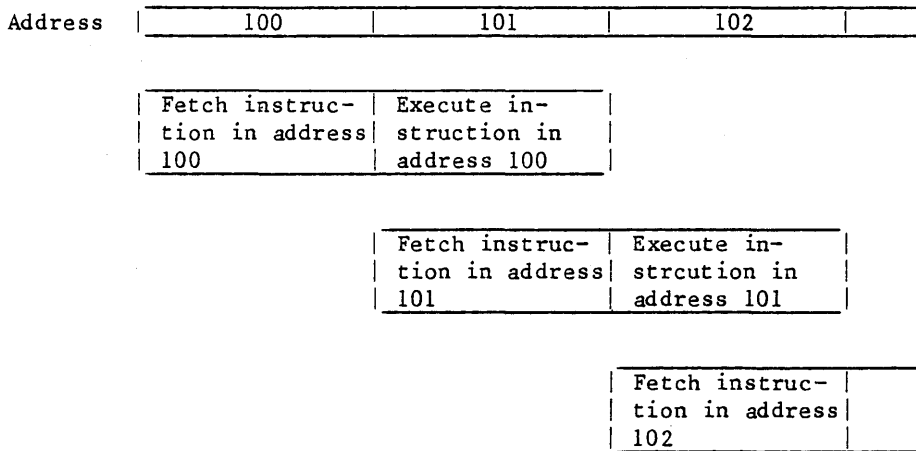 Address 100 101 102
Fetch instruc- Execute in-
tion in address struction in
100 address 100
Fetch instruc- Execute in-
tion in address strcution in
101 address 101
Fetch instruc-
tion in address
102